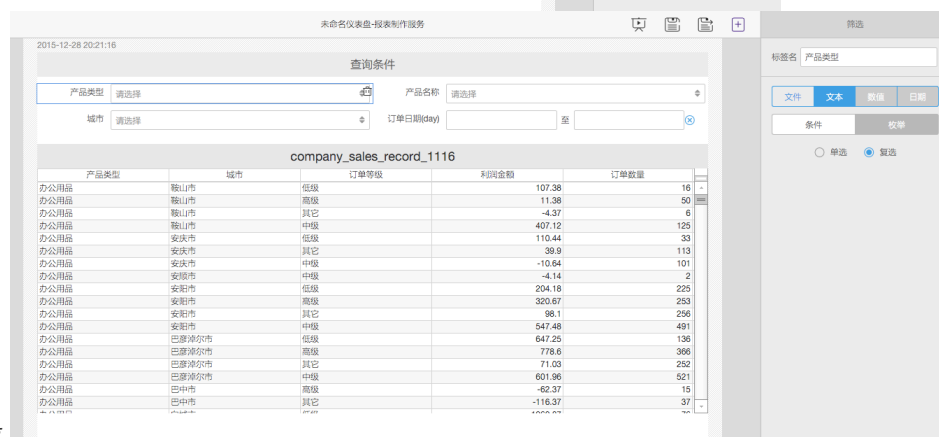 未命名仪表盘-报表制作服务
筛选
2015-12-28 20:21:16
查询条件
标签名 产品类型
产品类型 请选择 产品名称 请选择
文件 文本 数值 日期
城市 请选择 订单日期(day) 至
条件 枚举
单选 复选
company_sales_record_1116
产品类型 城市 订单等级 利润金额 订单数量
办公用品 鞍山市 低级 107.38 16
办公用品 鞍山市 高级 11.38 50
办公用品 鞍山市 其它 -4.37 6
办公用品 鞍山市 中级 407.12 125
办公用品 安庆市 低级 110.44 33
办公用品 安庆市 其它 39.9 113
办公用品 安庆市 中级 -10.64 101
办公用品 安顺市 中级 -4.14 2
办公用品 安阳市 低级 204.18 225
办公用品 安阳市 高级 320.67 253
办公用品 安阳市 其它 98.1 256
办公用品 安阳市 中级 547.48 491
办公用品 巴彦淖尔市 低级 647.25 136
办公用品 巴彦淖尔市 高级 778.6 366
办公用品 巴彦淖尔市 其它 71.03 252
办公用品 巴彦淖尔市 中级 601.96 521
办公用品 巴中市 高级 -62.37 15
办公用品 巴中市 其它 -116.37 37